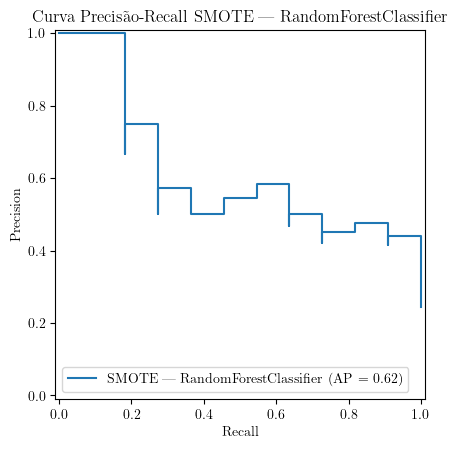 Curva Precisão-Recall SMOTE — RandomForestClassifier
1.0
0.8
0.6
0.4
0.2
0.0
Precision
SMOTE — RandomForestClassifier (AP = 0.62)
0.0 0.2 0.4 0.6 0.8 1.0
Recall